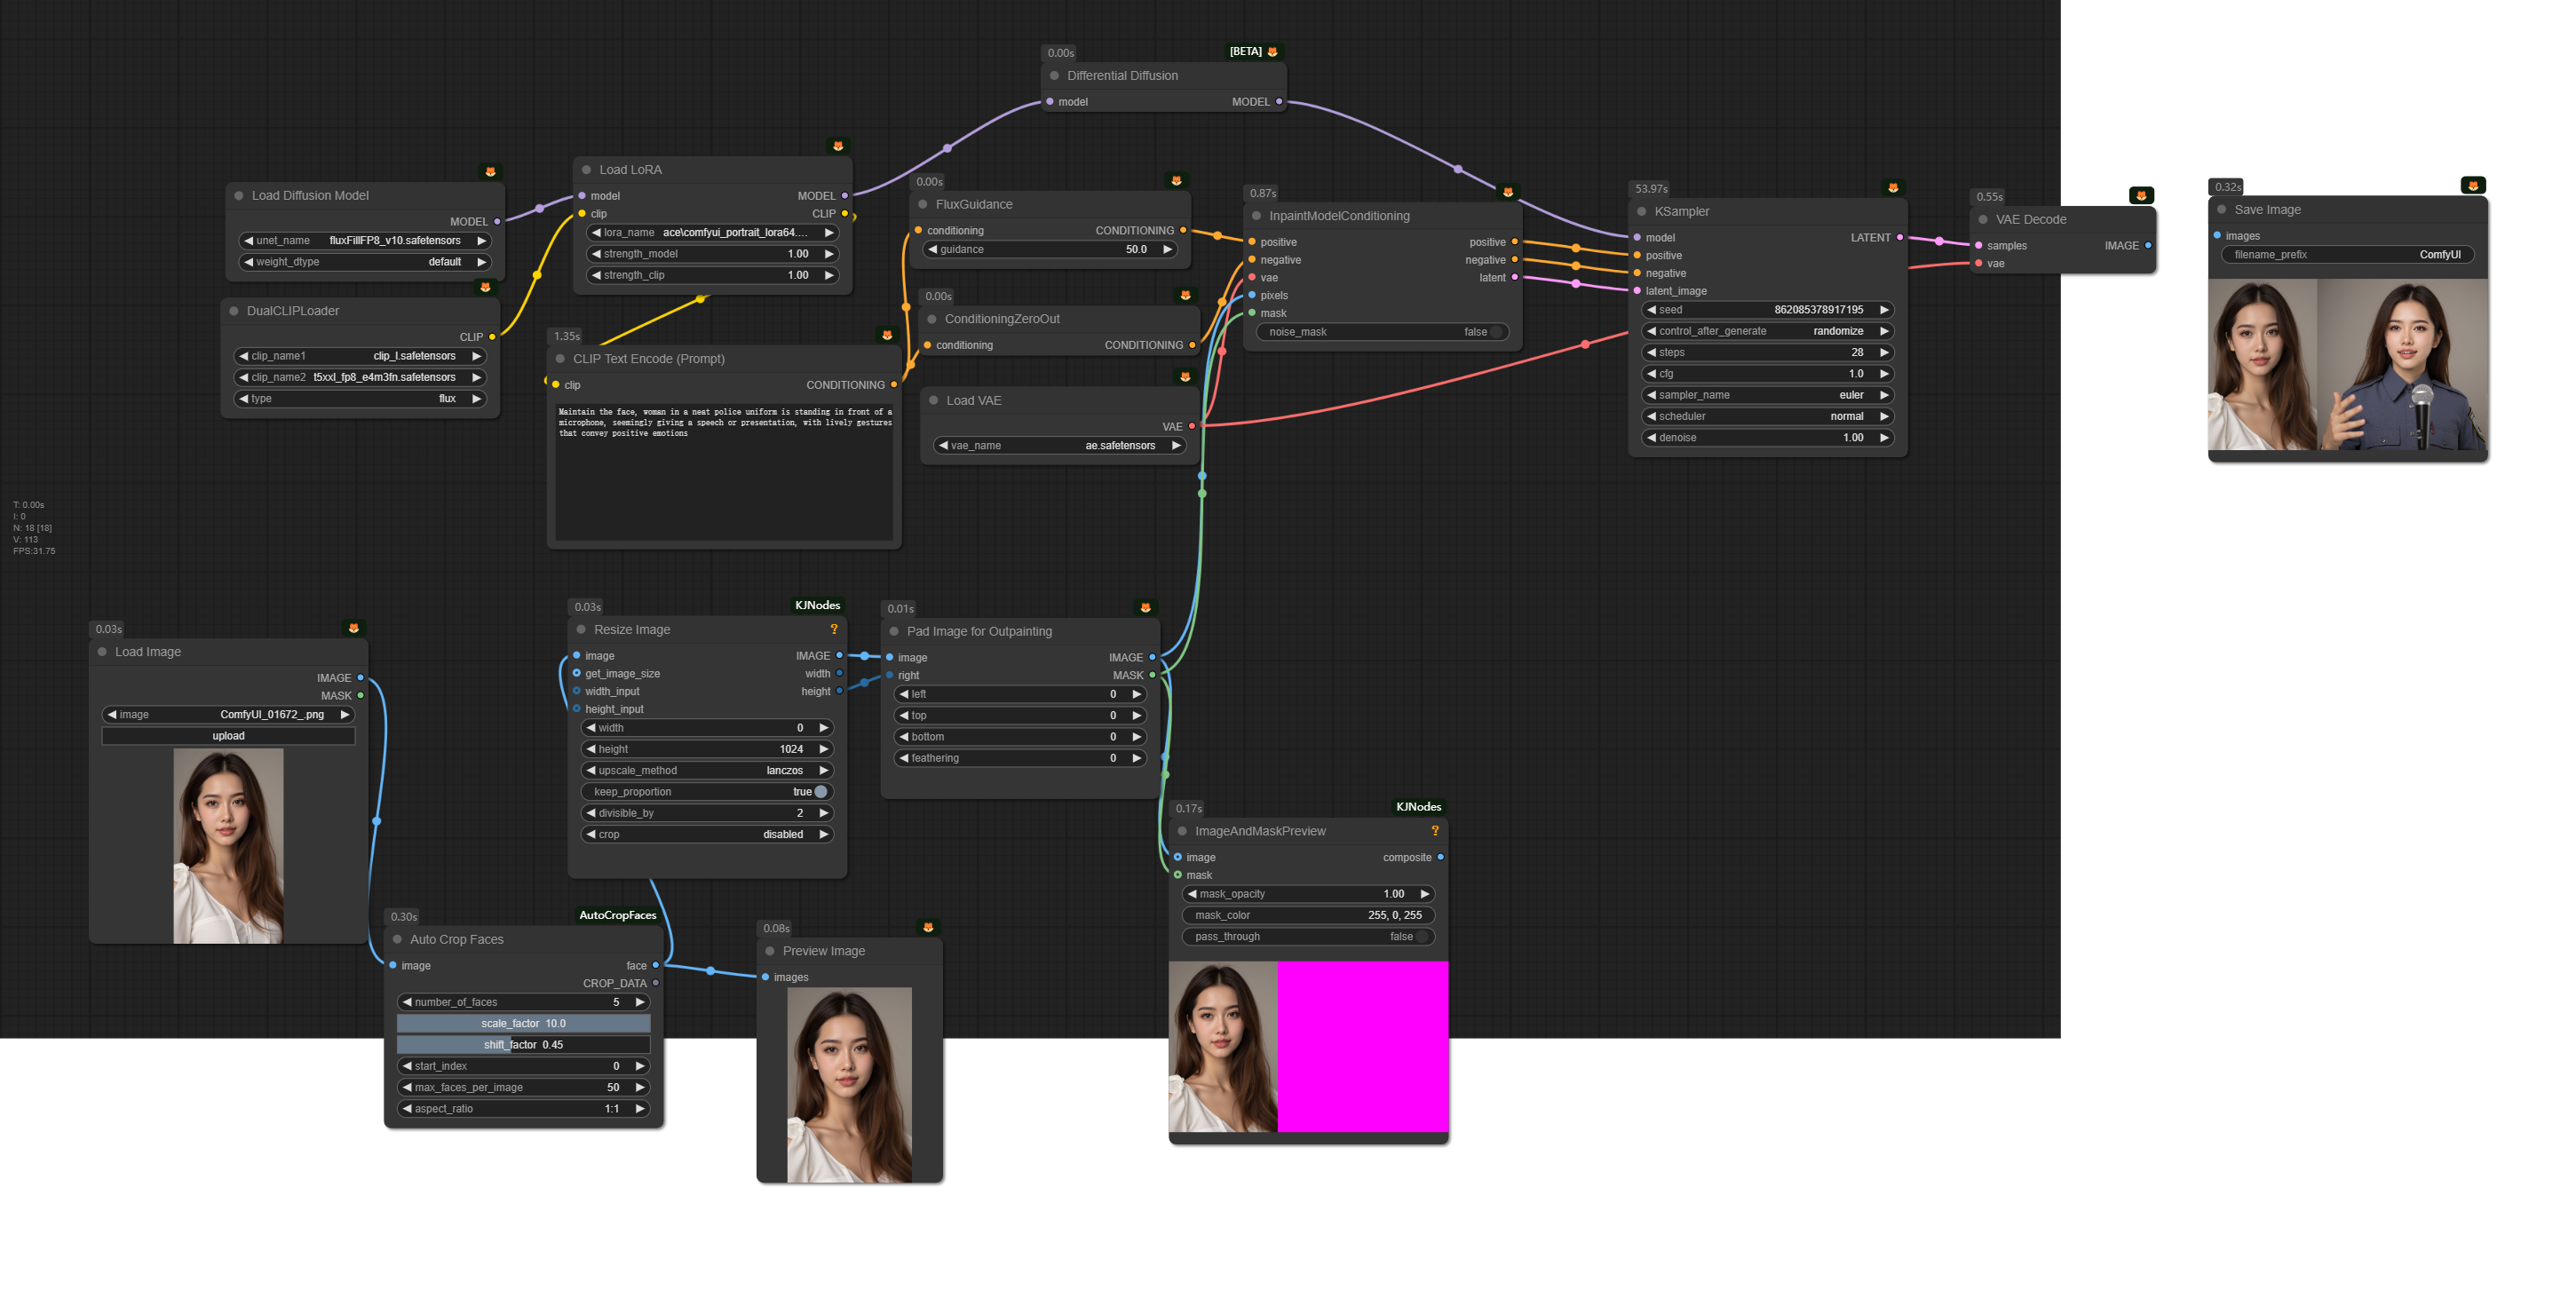 0.00s
[BETA]
Differential Diffusion
model MODEL
Load Diffusion Model
MODEL
unet_name fluxFillFP8_v10.safetensors
weight_dtype default
DualCLIPLoader
CLIP
clip_name1 clip_l.safetensors
clip_name2 t5xxl_fp8_e4m3fn.safetensors
type flux
Load LoRA
model MODEL
clip CLIP
lora_name ace\comfyui_portrait_lora64....
strength_model 1.00
strength_clip 1.00
1.35s
CLIP Text Encode (Prompt)
clip CONDITIONING
Maintain the face, woman in a neat police uniform is standing in front of a
microphone, seemingly giving a speech or presentation, with lively gestures
that convey positive emotions
0.00s
FluxGuidance
conditioning CONDITIONING
guidance 50.0
0.00s
ConditioningZeroOut
conditioning CONDITIONING
Load VAE
VAE
vae_name ae.safetensors
0.87s
InpaintModelConditioning
positive positive
negative negative
vae latent
pixels
mask
noise_mask false
53.97s
KSampler
model LATENT
positive
negative
latent_image
seed 862085378917195
control_after_generate randomize
steps 28
cfg 1.0
sampler_name euler
scheduler normal
denoise 1.00
0.55s
VAE Decode
samples IMAGE
vae
0.32s
Save Image
images
filename_prefix ComfyUI
T: 0.00s
I: 0
N: 18 [18]
V: 113
FPS:31.75
0.03s
Load Image
IMAGE
MASK
image ComfyUI_01672_.png
upload
0.03s
KJNodes
Resize Image ?
image IMAGE
get_image_size width
width_input height
height_input
width 0
height 1024
upscale_method lanczos
keep_proportion true
divisible_by 2
crop disabled
0.01s
Pad Image for Outpainting
image IMAGE
right MASK
left 0
top 0
bottom 0
feathering 0
0.30s
AutoCropFaces
Auto Crop Faces
image face
CROP_DATA
number_of_faces 5
scale_factor 10.0
shift_factor 0.45
start_index 0
max_faces_per_image 50
aspect_ratio 1:1
0.08s
Preview Image
images
0.17s
KJNodes
ImageAndMaskPreview ?
image composite
mask
mask_opacity 1.00
mask_color 255, 0, 255
pass_through false